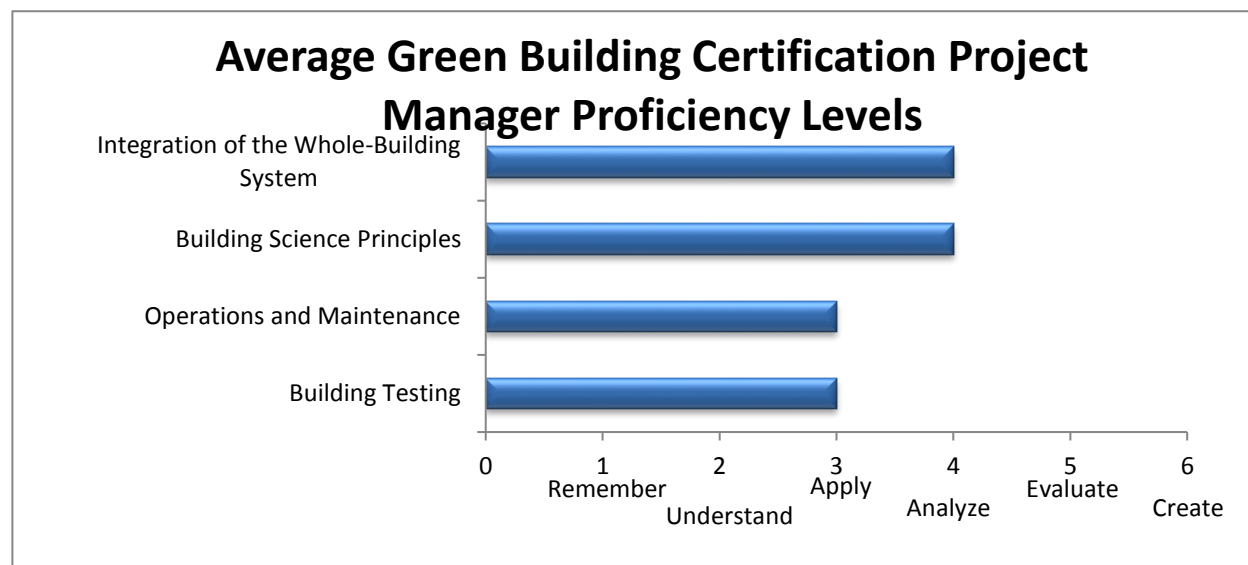 Average Green Building Certification Project
Manager Proficiency Levels
Integration of the Whole-Building
System
Building Science Principles
Operations and Maintenance
Building Testing
0 1 2 3 4 5 6
Remember
Understand
Apply
Analyze
Evaluate
Create